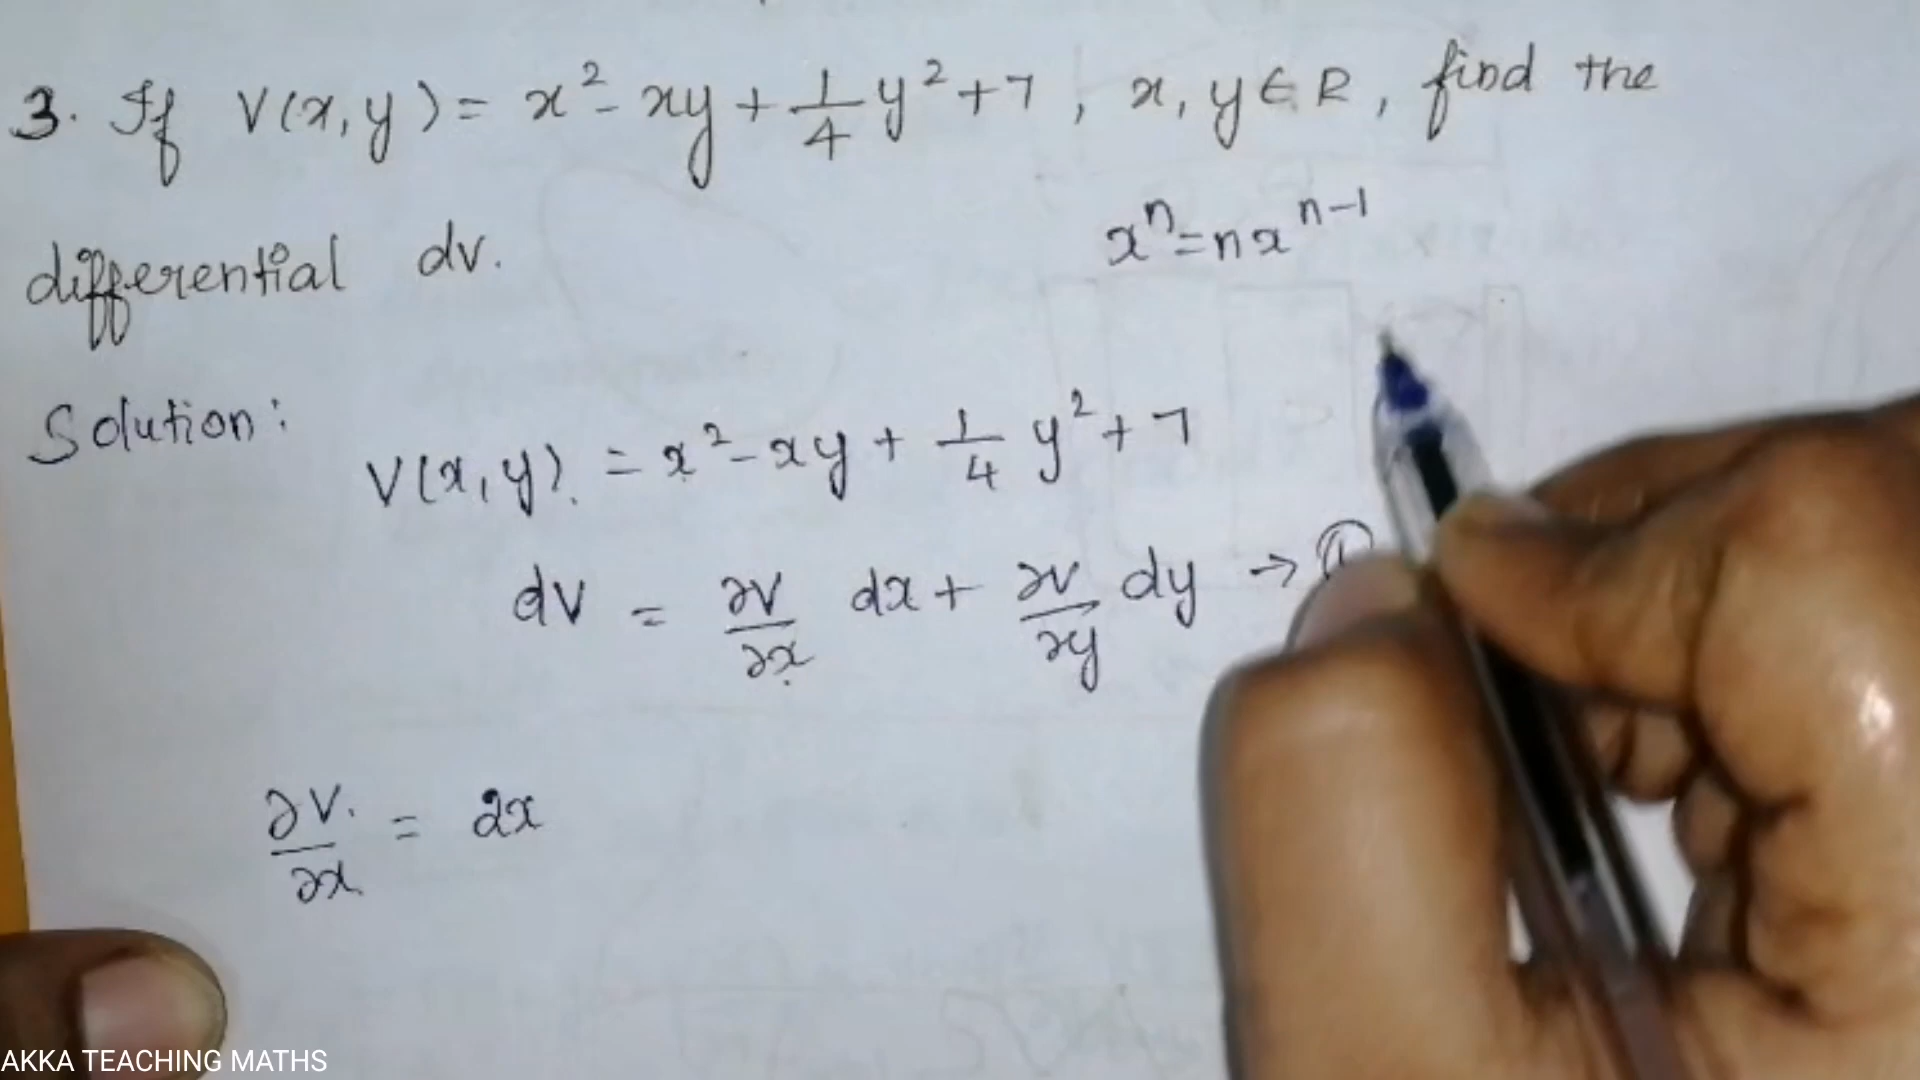 3. If V(x, y) = x² - xy + 1/4 y² + 7, x, y ∈ R, find the
differential dv.
xⁿ = nxⁿ⁻¹
Solution:
V(x, y) = x² - xy + 1/4 y² + 7
dV = ∂V/∂x dx + ∂V/∂y dy → ①
∂V/∂x = 2x
AKKA TEACHING MATHS